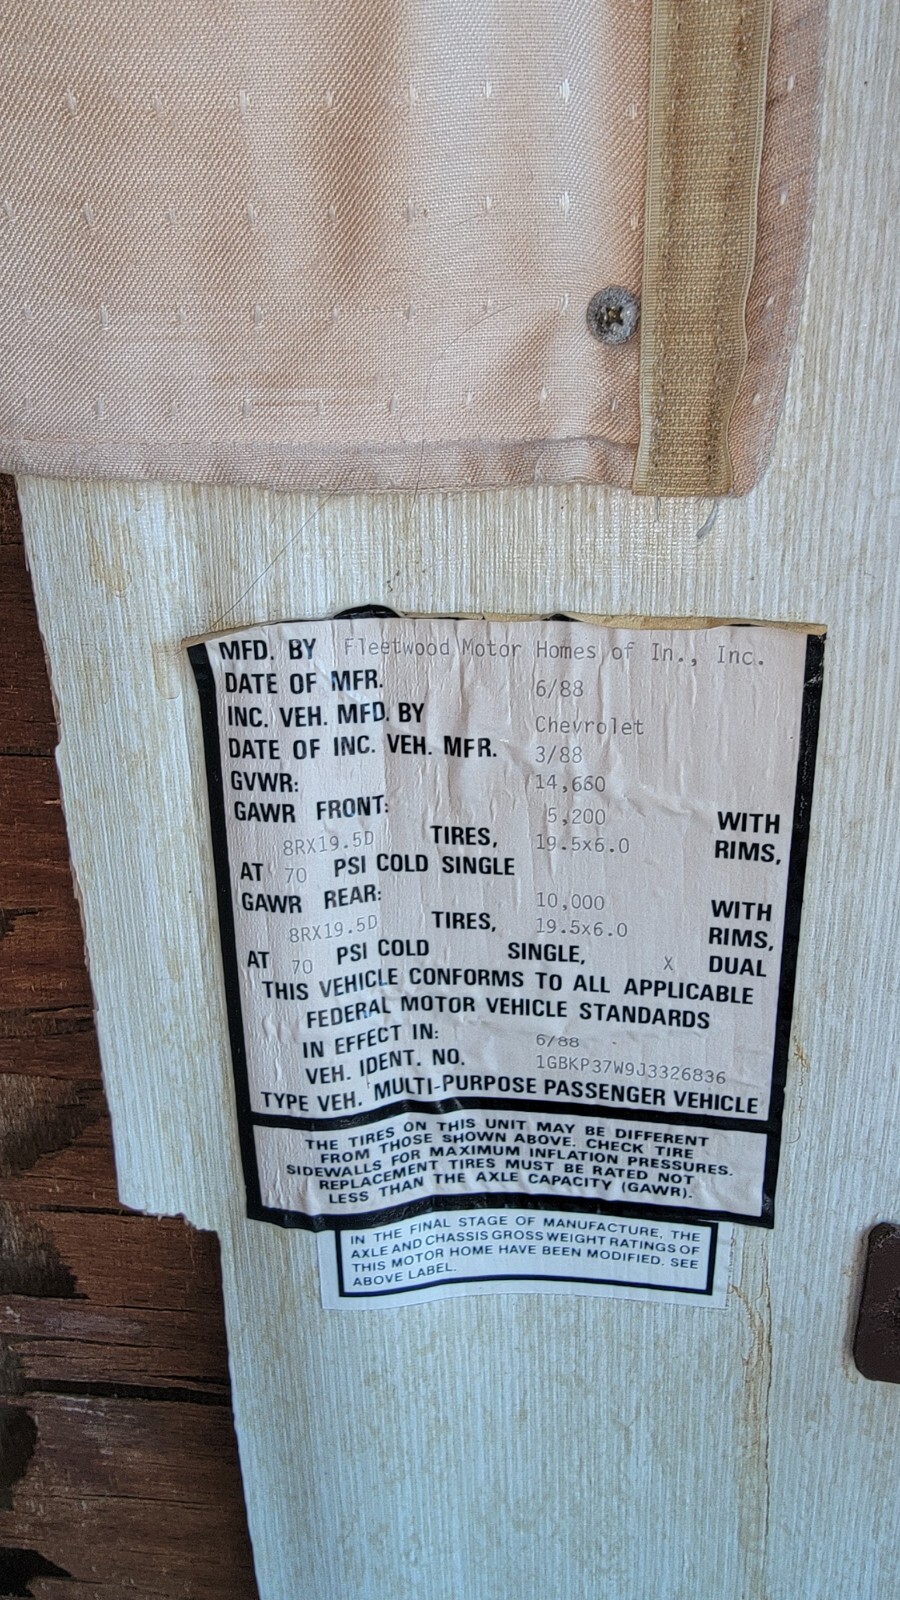 MFD. BY Fleetwood Motor Homes of In., Inc.
DATE OF MFR. 6/88
INC. VEH. MFD. BY Chevrolet
DATE OF INC. VEH. MFR. 3/88
GVWR: 14,660
GAWR FRONT: 5,200 WITH
8RX19.5D TIRES, 19.5x6.0 RIMS,
AT 70 PSI COLD SINGLE
GAWR REAR: 10,000 WITH
8RX19.5D TIRES, 19.5x6.0 RIMS,
AT 70 PSI COLD SINGLE, X DUAL
THIS VEHICLE CONFORMS TO ALL APPLICABLE
FEDERAL MOTOR VEHICLE STANDARDS
IN EFFECT IN: 6/88
VEH. IDENT. NO. 1GBKP37W9J3326836
TYPE VEH. MULTI-PURPOSE PASSENGER VEHICLE
THE TIRES ON THIS UNIT MAY BE DIFFERENT
FROM THOSE SHOWN ABOVE. CHECK TIRE
SIDEWALLS FOR MAXIMUM INFLATION PRESSURES.
REPLACEMENT TIRES MUST BE RATED NOT
LESS THAN THE AXLE CAPACITY (GAWR).
IN THE FINAL STAGE OF MANUFACTURE, THE
AXLE AND CHASSIS GROSS WEIGHT RATINGS OF
THIS MOTOR HOME HAVE BEEN MODIFIED. SEE
ABOVE LABEL.